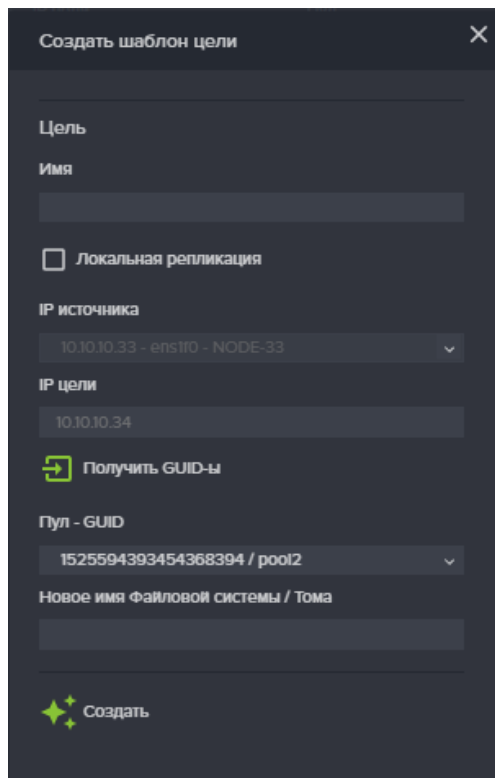 Создать шаблон цели
Цель
Имя
Локальная репликация
IP источника
10.10.10.33 - ens1f0 - NODE-33
IP цели
10.10.10.34
Получить GUID-ы
Пул - GUID
1525594393454368394 / pool2
Новое имя Файловой системы / Тома
Создать